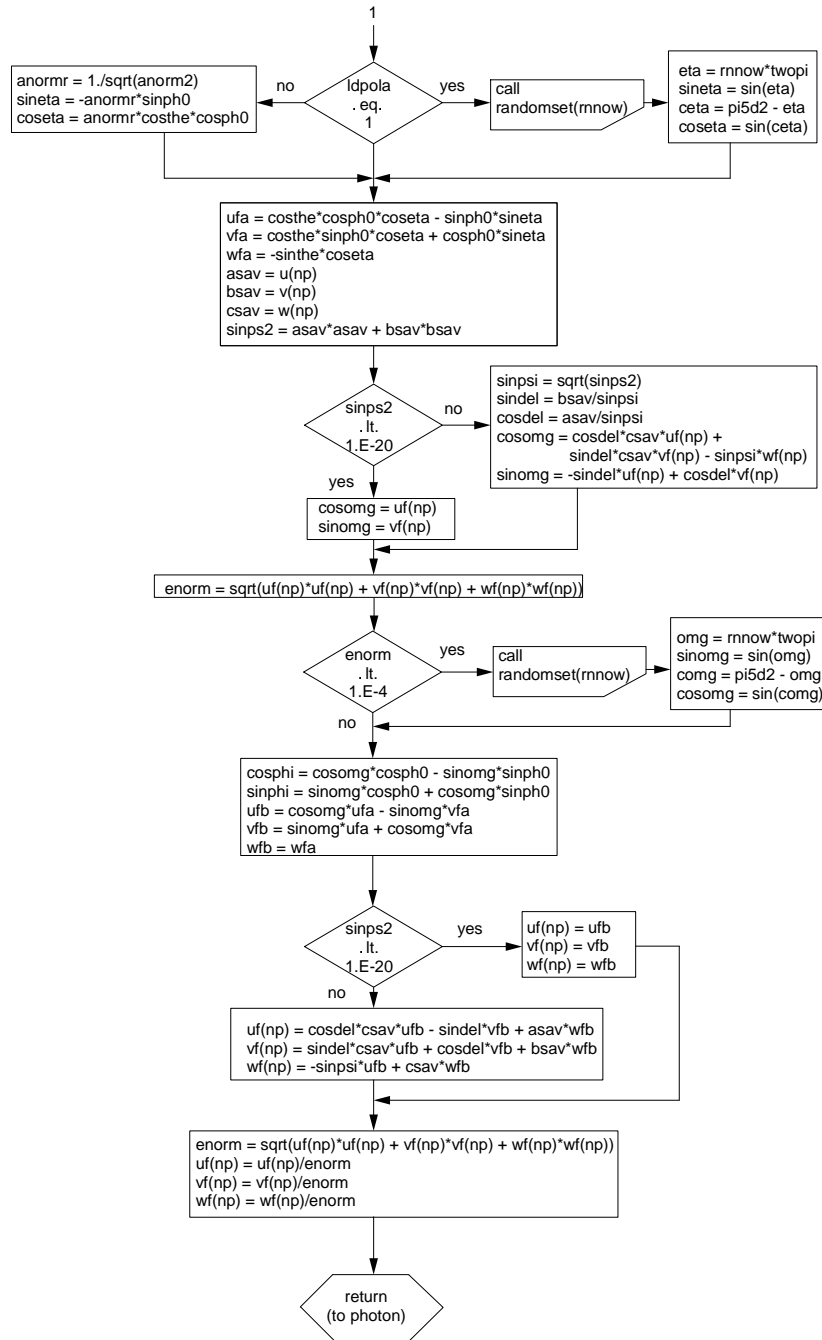 1
anormr = 1./sqrt(anorm2)
sineta = -anormr*sinph0
coseta = anormr*costhe*cosph0
no
ldpola
.eq.
1
yes
call
randomset(rnnow)
eta = rnnow*twopi
sineta = sin(eta)
ceta = pi5d2 - eta
coseta = sin(ceta)
ufa = costhe*cosph0*coseta - sinph0*sineta
vfa = costhe*sinph0*coseta + cosph0*sineta
wfa = -sinthe*coseta
asav = u(np)
bsav = v(np)
csav = w(np)
sinps2 = asav*asav + bsav*bsav
sinps2
.lt.
1.E-20
no
sinpsi = sqrt(sinps2)
sindel = bsav/sinpsi
cosdel = asav/sinpsi
cosomg = cosdel*csav*uf(np) +
sindel*csav*vf(np) - sinpsi*wf(np)
sinomg = -sindel*uf(np) + cosdel*vf(np)
yes
cosomg = uf(np)
sinomg = vf(np)
enorm = sqrt(uf(np)*uf(np) + vf(np)*vf(np) + wf(np)*wf(np))
enorm
.lt.
1.E-4
yes
call
randomset(rnnow)
omg = rnnow*twopi
sinomg = sin(omg)
comg = pi5d2 - omg
cosomg = sin(comg)
no
cosphi = cosomg*cosph0 - sinomg*sinph0
sinphi = sinomg*cosph0 + cosomg*sinph0
ufb = cosomg*ufa - sinomg*vfa
vfb = sinomg*ufa + cosomg*vfa
wfb = wfa
sinps2
.lt.
1.E-20
yes
uf(np) = ufb
vf(np) = vfb
wf(np) = wfb
no
uf(np) = cosdel*csav*ufb - sindel*vfb + asav*wfb
vf(np) = sindel*csav*ufb + cosdel*vfb + bsav*wfb
wf(np) = -sinpsi*ufb + csav*wfb
enorm = sqrt(uf(np)*uf(np) + vf(np)*vf(np) + wf(np)*wf(np))
uf(np) = uf(np)/enorm
vf(np) = vf(np)/enorm
wf(np) = wf(np)/enorm
return
(to photon)